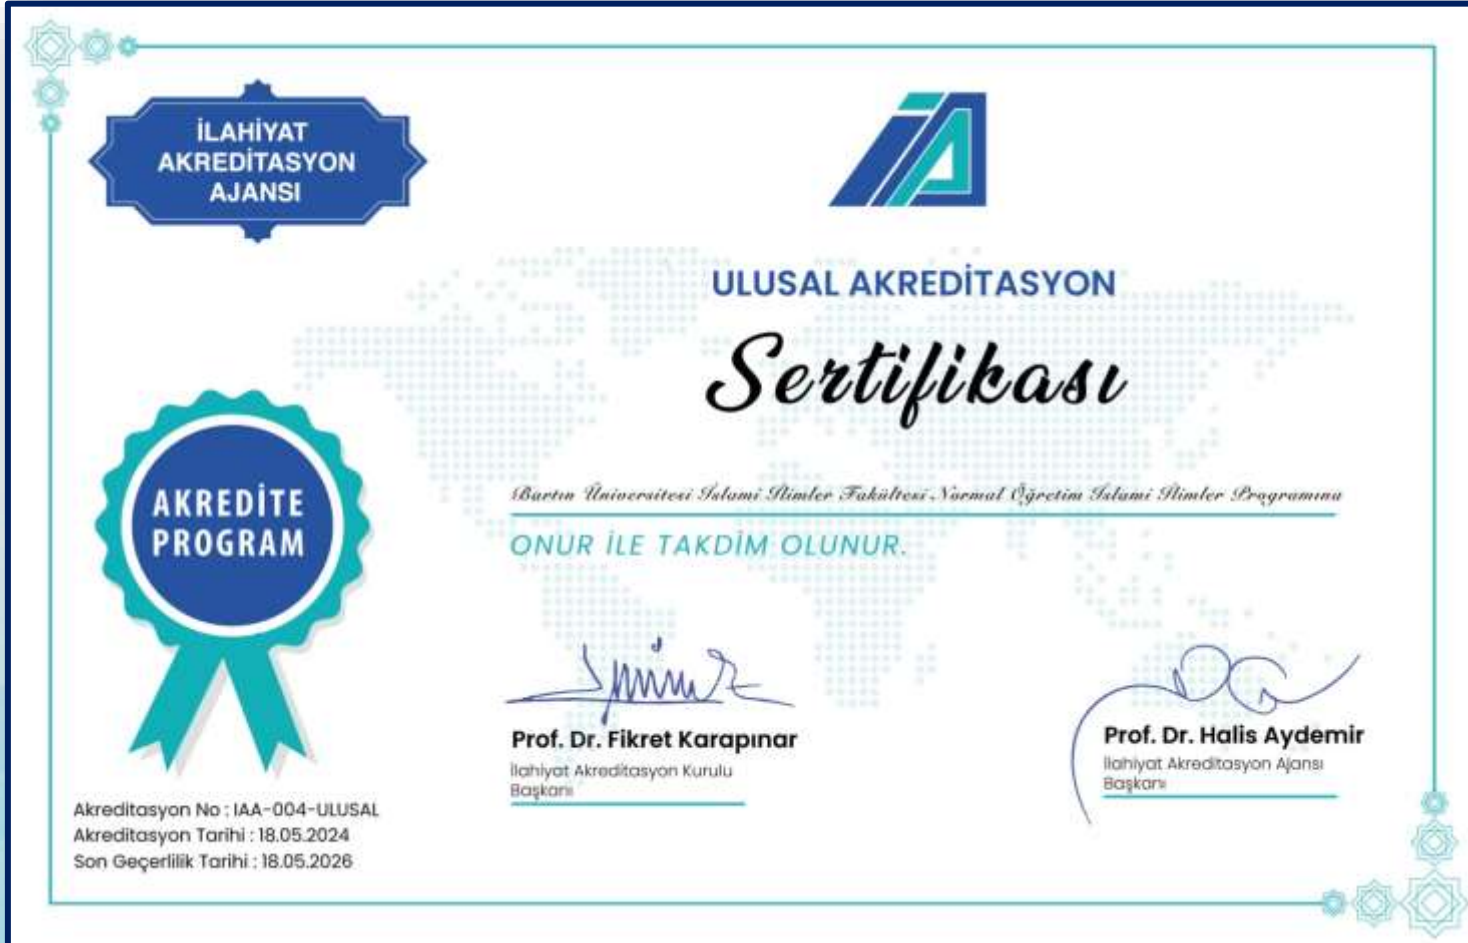 İLAHİYAT
AKREDİTASYON
AJANSI
İA
ULUSAL AKREDİTASYON
Sertifikası
Bartın Üniversitesi İslami İlimler Fakültesi Normal Öğretim İslami İlimler Programına
ONUR İLE TAKDİM OLUNUR.
AKREDİTE
PROGRAM
Prof. Dr. Fikret Karapınar
İlahiyat Akreditasyon Kurulu
Başkanı
Prof. Dr. Halis Aydemir
İlahiyat Akreditasyon Ajansı
Başkanı
Akreditasyon No : IAA-004-ULUSAL
Akreditasyon Tarihi : 18.05.2024
Son Geçerlilik Tarihi : 18.05.2026